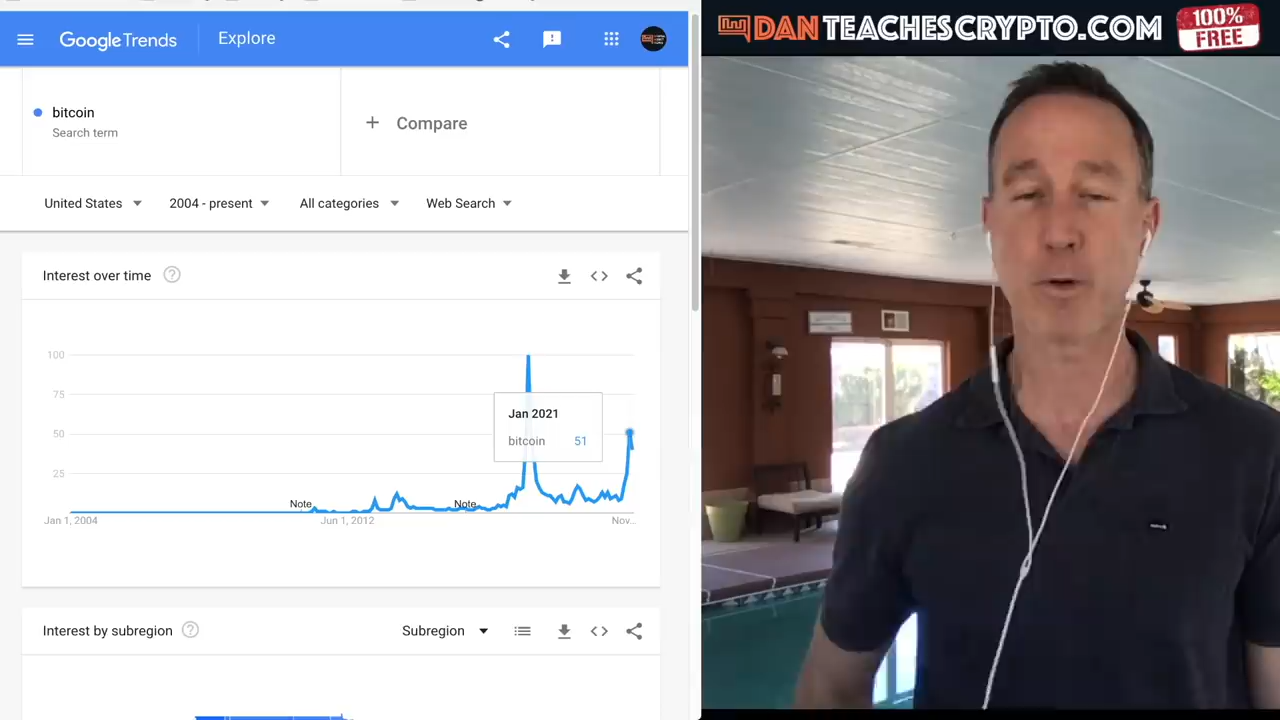 Google Trends
Explore
bitcoin
Search term
+ Compare
United States
2004 - present
All categories
Web Search
Interest over time
100
75
50
25
Jan 2021
bitcoin 51
Note
Note
Jan 1, 2004
Jun 1, 2012
Nov...
Interest by subregion
Subregion
DANTEACHESCRYPTO.COM
100%
FREE